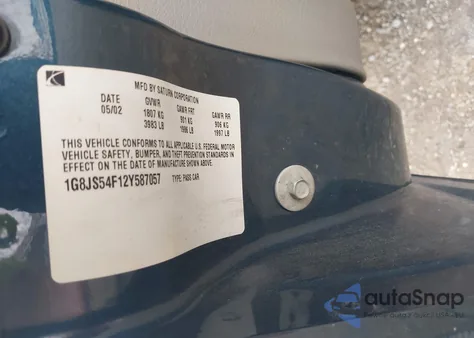 MFD BY SATURN CORPORATION
DATE GVWR GAWR FRT GAWR RR
05/02 1807 KG 901 KG 906 KG
3983 LB 1986 LB 1997 LB
THIS VEHICLE CONFORMS TO ALL APPLICABLE U.S. FEDERAL MOTOR
VEHICLE SAFETY, BUMPER, AND THEFT PREVENTION STANDARDS IN
EFFECT ON THE DATE OF MANUFACTURE SHOWN ABOVE.
1G8JS54F12Y587057 TYPE: PASS CAR
autaSnap